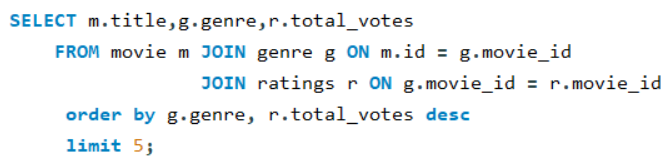 SELECT m.title,g.genre,r.total_votes
FROM movie m JOIN genre g ON m.id = g.movie_id
JOIN ratings r ON g.movie_id = r.movie_id
order by g.genre, r.total_votes desc
limit 5;